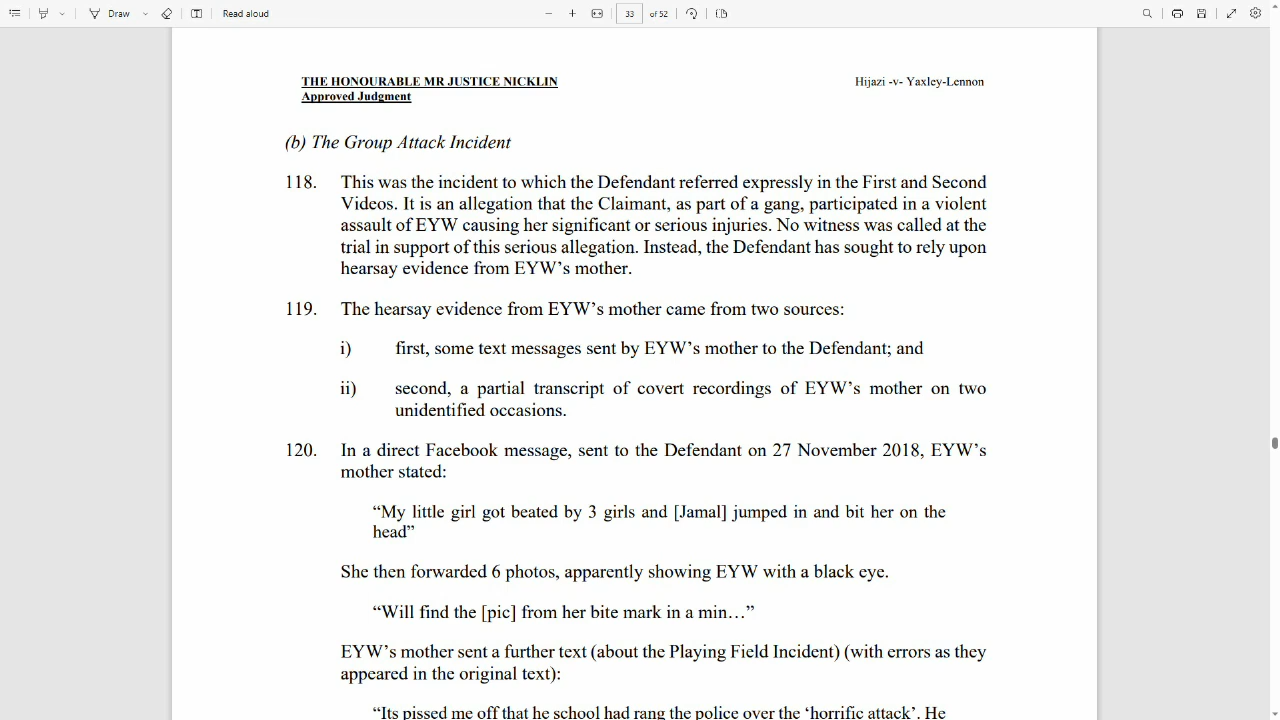 Draw
Read aloud
33
of 52
THE HONOURABLE MR JUSTICE NICKLIN
Hijazi -v- Yaxley-Lennon
Approved Judgment
(b) The Group Attack Incident
118. This was the incident to which the Defendant referred expressly in the First and Second
Videos. It is an allegation that the Claimant, as part of a gang, participated in a violent
assault of EYW causing her significant or serious injuries. No witness was called at the
trial in support of this serious allegation. Instead, the Defendant has sought to rely upon
hearsay evidence from EYW’s mother.
119. The hearsay evidence from EYW’s mother came from two sources:
i) first, some text messages sent by EYW’s mother to the Defendant; and
ii) second, a partial transcript of covert recordings of EYW’s mother on two
unidentified occasions.
120. In a direct Facebook message, sent to the Defendant on 27 November 2018, EYW’s
mother stated:
“My little girl got beated by 3 girls and [Jamal] jumped in and bit her on the
head”
She then forwarded 6 photos, apparently showing EYW with a black eye.
“Will find the [pic] from her bite mark in a min…”
EYW’s mother sent a further text (about the Playing Field Incident) (with errors as they
appeared in the original text):
“Its pissed me off that he school had rang the police over the ‘horrific attack’. He